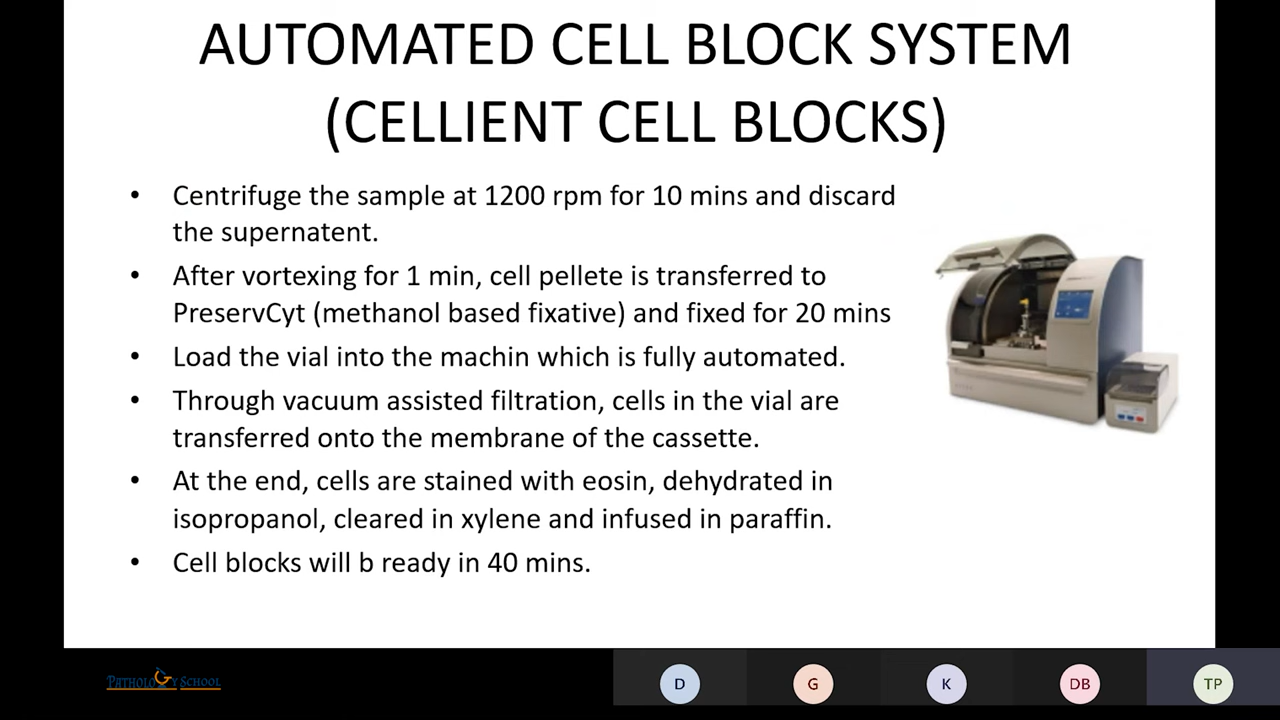 AUTOMATED CELL BLOCK SYSTEM
(CELLIENT CELL BLOCKS)
• Centrifuge the sample at 1200 rpm for 10 mins and discard
the supernatent.
• After vortexing for 1 min, cell pellete is transferred to
PreservCyt (methanol based fixative) and fixed for 20 mins
• Load the vial into the machin which is fully automated.
• Through vacuum assisted filtration, cells in the vial are
transferred onto the membrane of the cassette.
• At the end, cells are stained with eosin, dehydrated in
isopropanol, cleared in xylene and infused in paraffin.
• Cell blocks will b ready in 40 mins.
PATHOLOGY SCHOOL
D
G
K
DB
TP